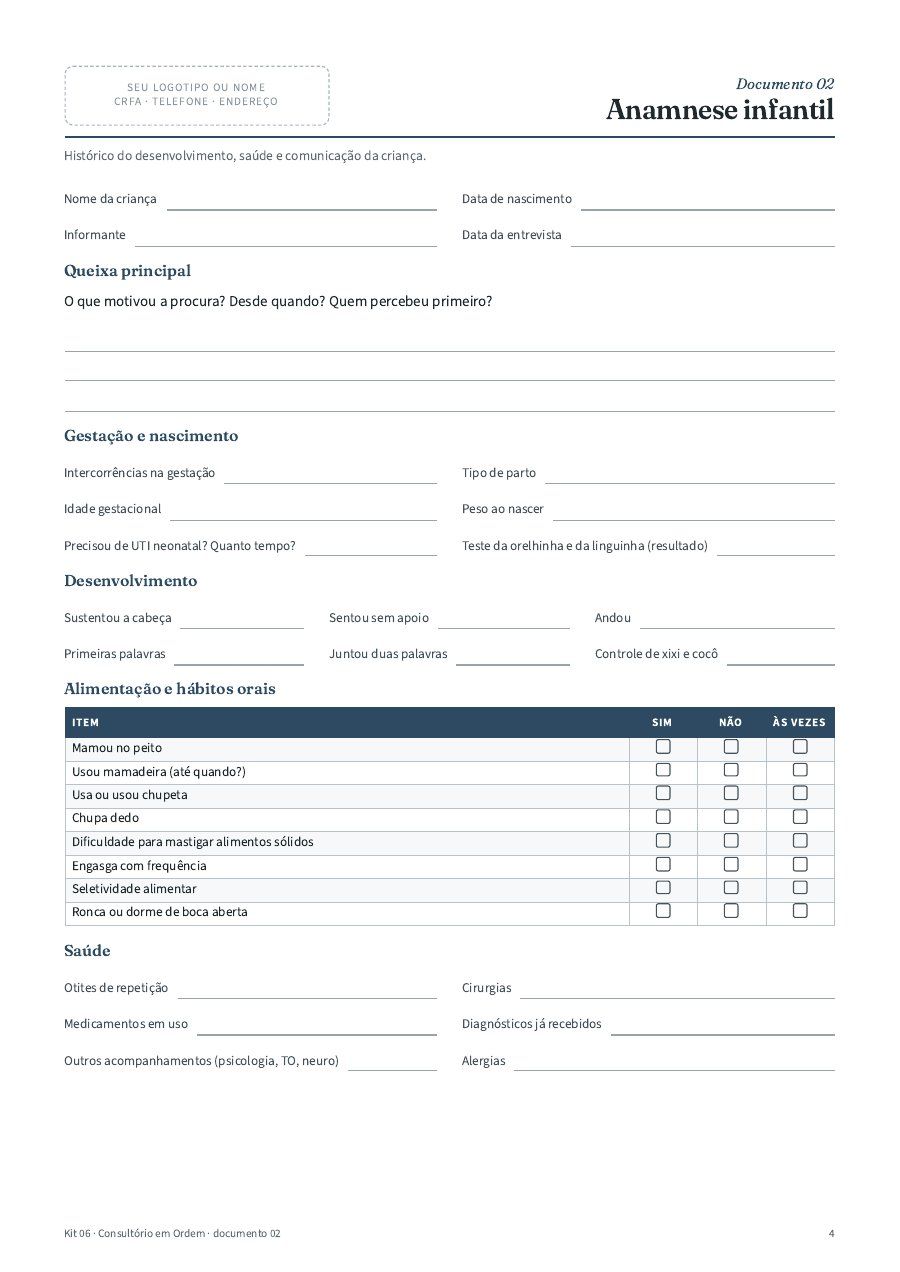 SEU LOGOTIPO OU NOME
CRFA · TELEFONE · ENDEREÇO
Documento 02
Anamnese infantil
Histórico do desenvolvimento, saúde e comunicação da criança.
Nome da criança
Data de nascimento
Informante
Data da entrevista
Queixa principal
O que motivou a procura? Desde quando? Quem percebeu primeiro?
Gestação e nascimento
Intercorrências na gestação
Tipo de parto
Idade gestacional
Peso ao nascer
Precisou de UTI neonatal? Quanto tempo?
Teste da orelhinha e da linguinha (resultado)
Desenvolvimento
Sustentou a cabeça
Sentou sem apoio
Andou
Primeiras palavras
Juntou duas palavras
Controle de xixi e cocô
Alimentação e hábitos orais
ITEM SIM NÃO ÀS VEZES
Mamou no peito
Usou mamadeira (até quando?)
Usa ou usou chupeta
Chupa dedo
Dificuldade para mastigar alimentos sólidos
Engasga com frequência
Seletividade alimentar
Ronca ou dorme de boca aberta
Saúde
Otites de repetição
Cirurgias
Medicamentos em uso
Diagnósticos já recebidos
Outros acompanhamentos (psicologia, TO, neuro)
Alergias
Kit 06 · Consultório em Ordem · documento 02
4